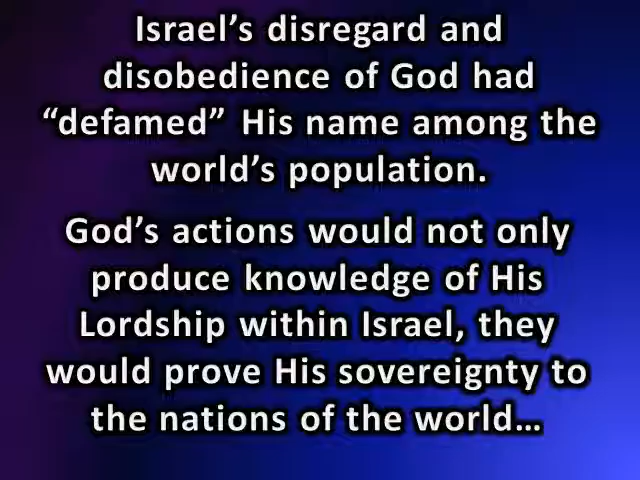 Israel’s disregard and
disobedience of God had
“defamed” His name among the
world’s population.
God’s actions would not only
produce knowledge of His
Lordship within Israel, they
would prove His sovereignty to
the nations of the world…